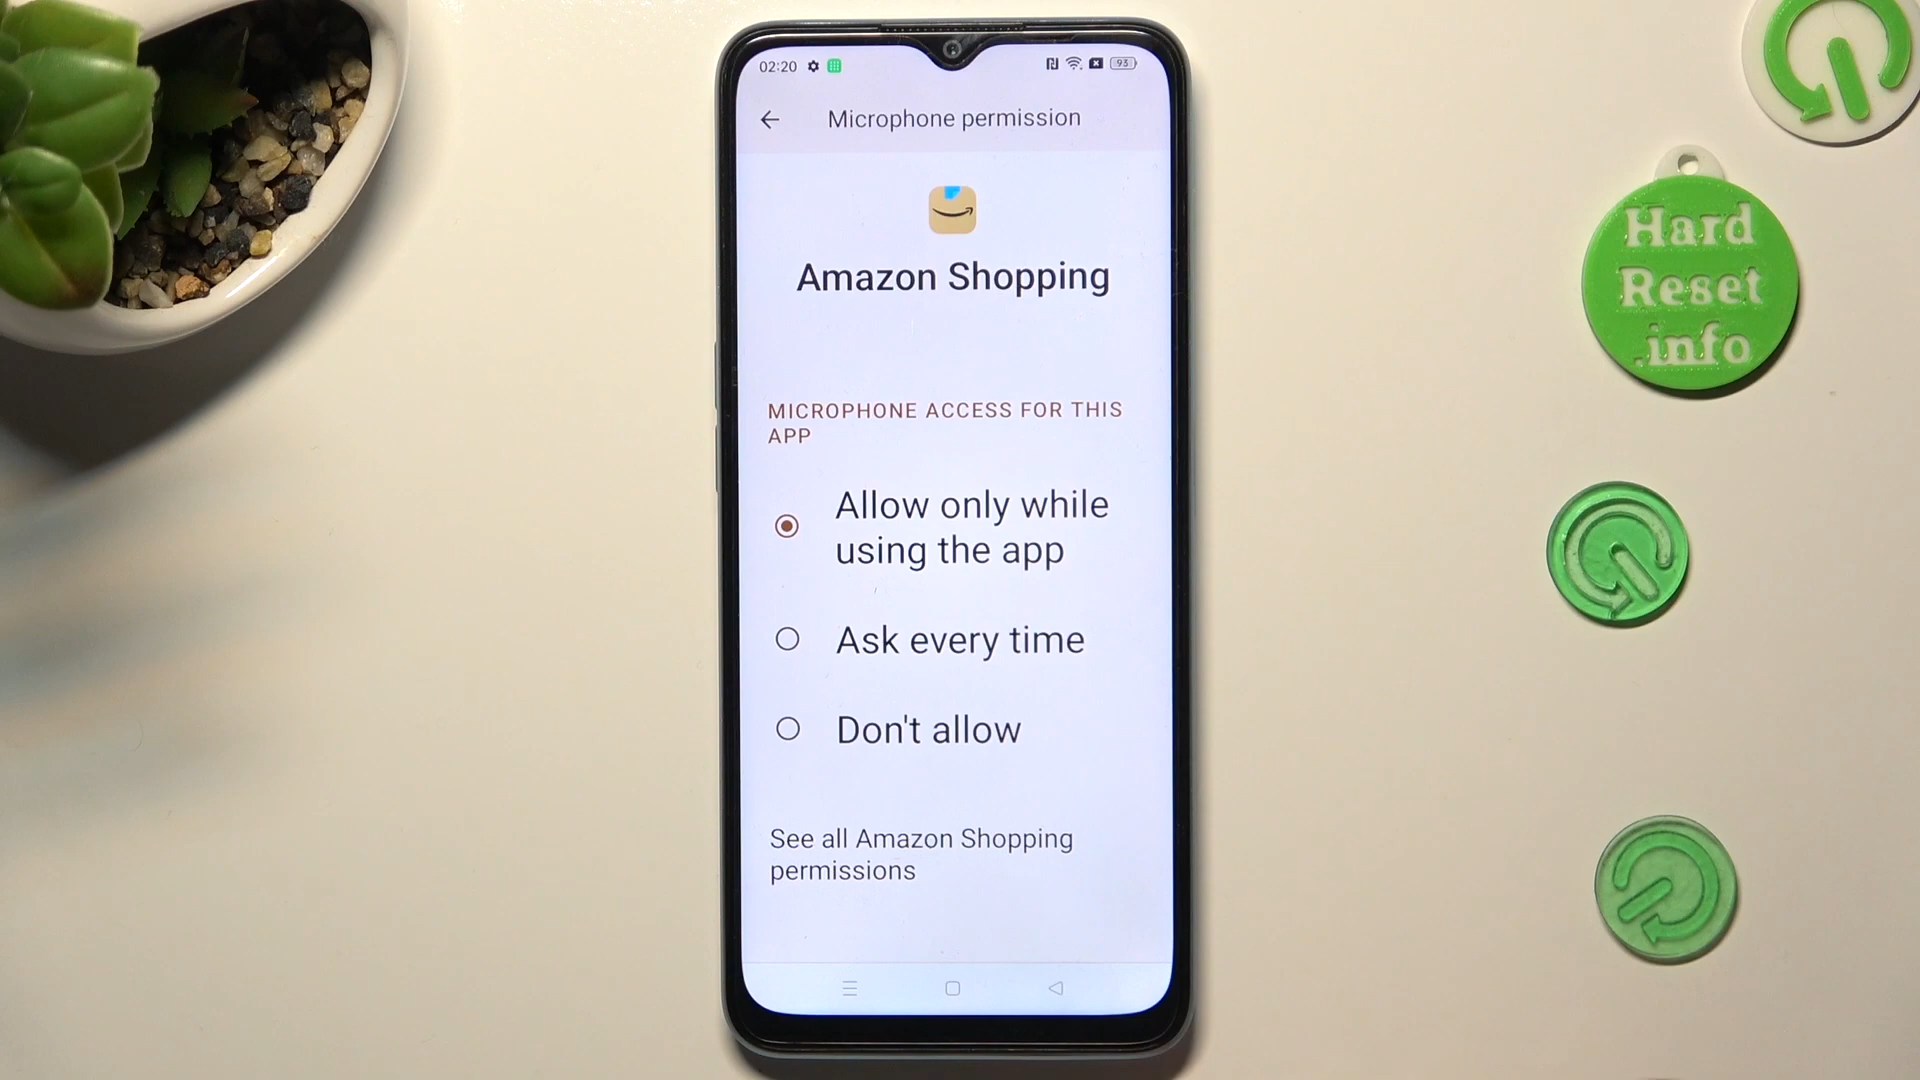 02:20
93
Microphone permission
Amazon Shopping
MICROPHONE ACCESS FOR THIS
APP
Allow only while
using the app
Ask every time
Don't allow
See all Amazon Shopping
permissions
Hard
Reset
.info